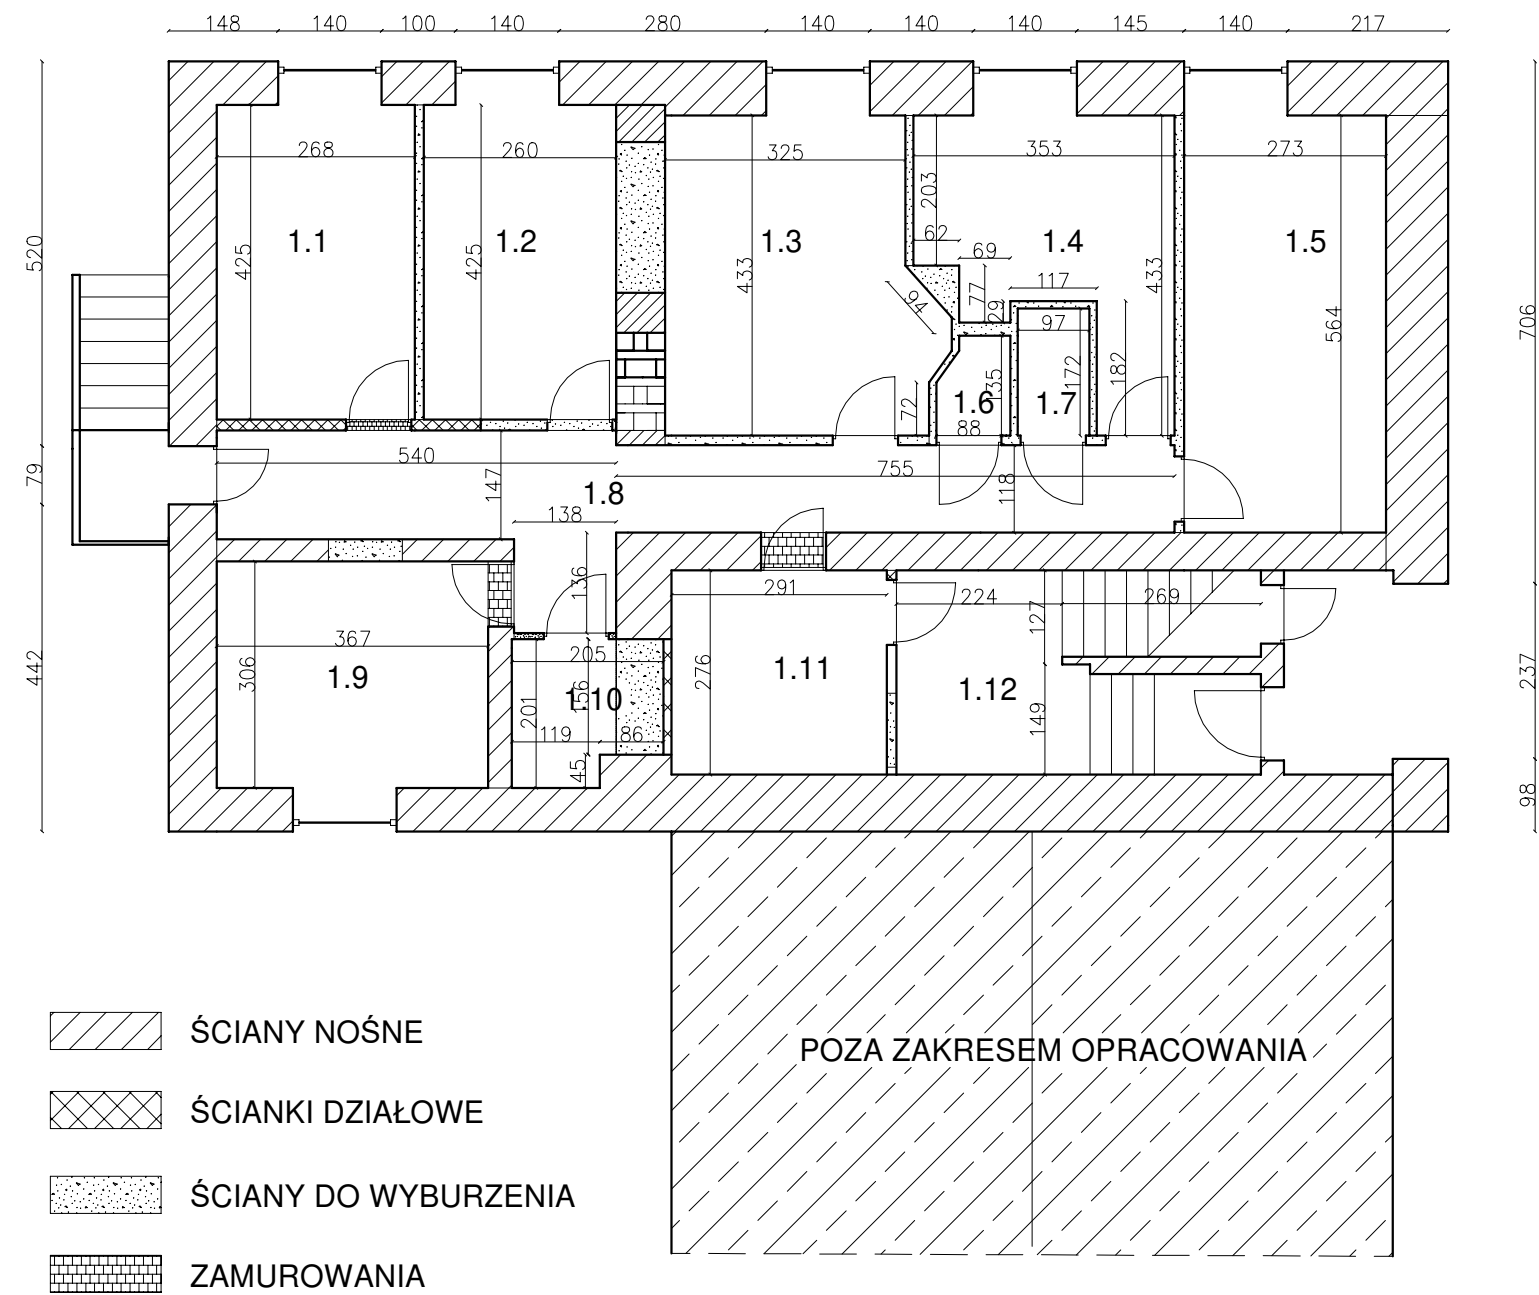 148 140 100 140 280 140 140 140 145 140 217
268 260 325 353 273
203
520 425 425 433 62 433 706
1.1 1.2 1.3 1.4 1.5
69
77 117
94 29 97 564
172 182
135
72 1.6 1.7
88
540 755
79 147 1.8 118
138
136
291 224 127 269
367 205
442 306 1.9 276 1.11 237
201 1.10 156 1.12
149
119 86
45 98
ŚCIANY NOŚNE
POZA ZAKRESEM OPRACOWANIA
ŚCIANKI DZIAŁOWE
ŚCIANY DO WYBURZENIA
ZAMUROWANIA